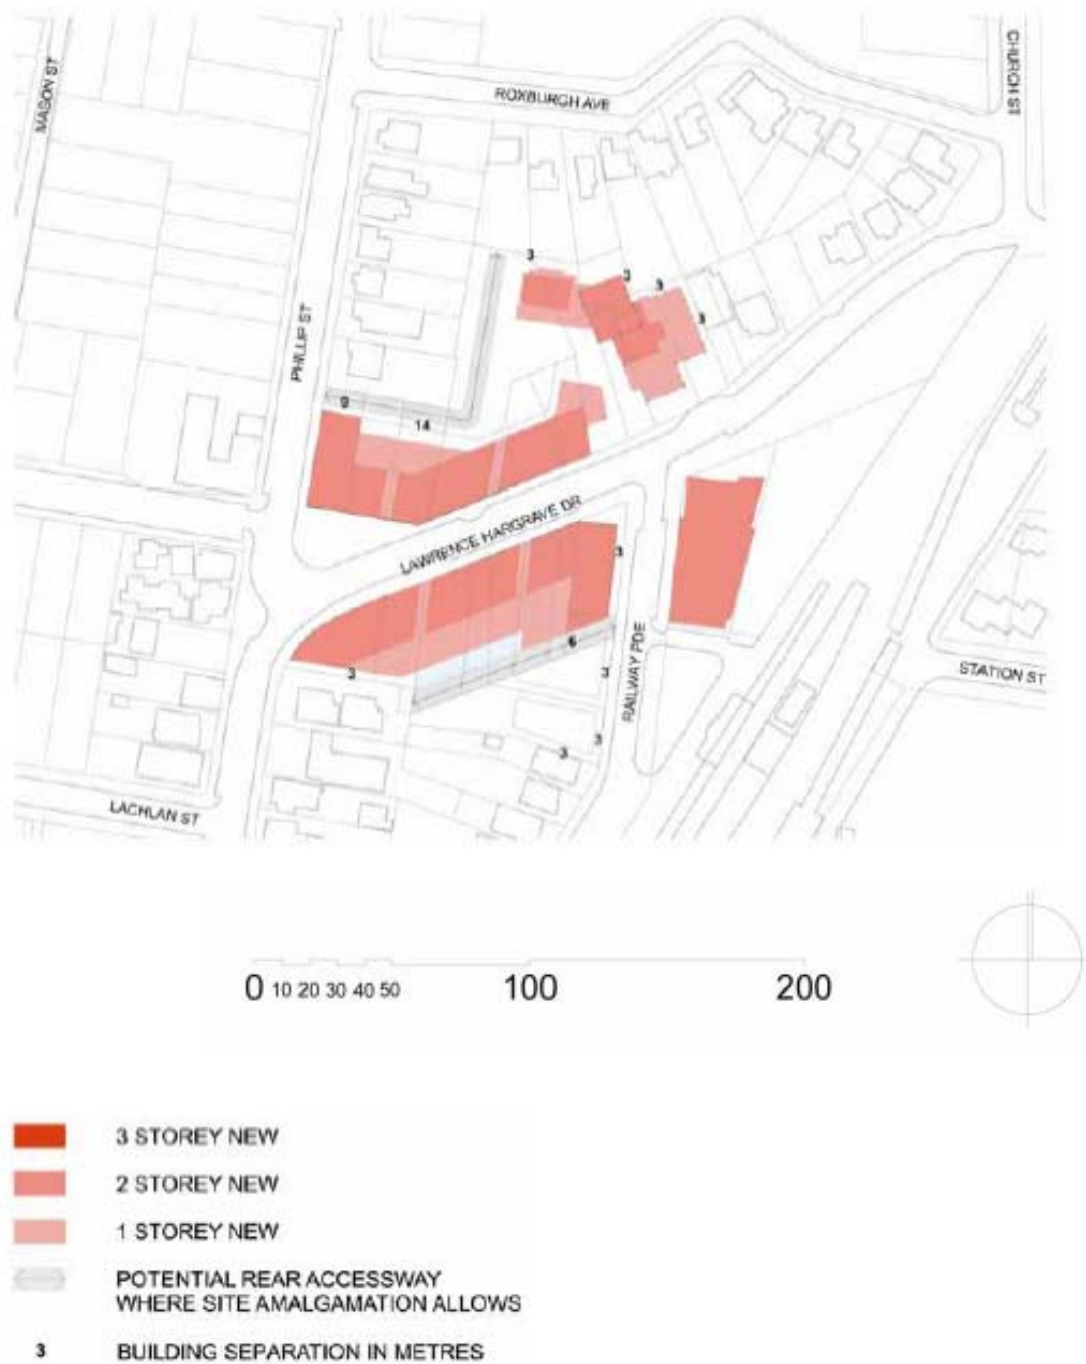 MASON ST
CHURCH ST
ROXBURGH AVE
PHILLIP ST
3
3
3
3
9
14
LAWRENCE HARGRAVE DR
3
6
3
3
RAILWAY PDE
STATION ST
3
3
LACHLAN ST
0 10 20 30 40 50 100 200
3 STOREY NEW
2 STOREY NEW
1 STOREY NEW
POTENTIAL REAR ACCESSWAY
WHERE SITE AMALGAMATION ALLOWS
3 BUILDING SEPARATION IN METRES